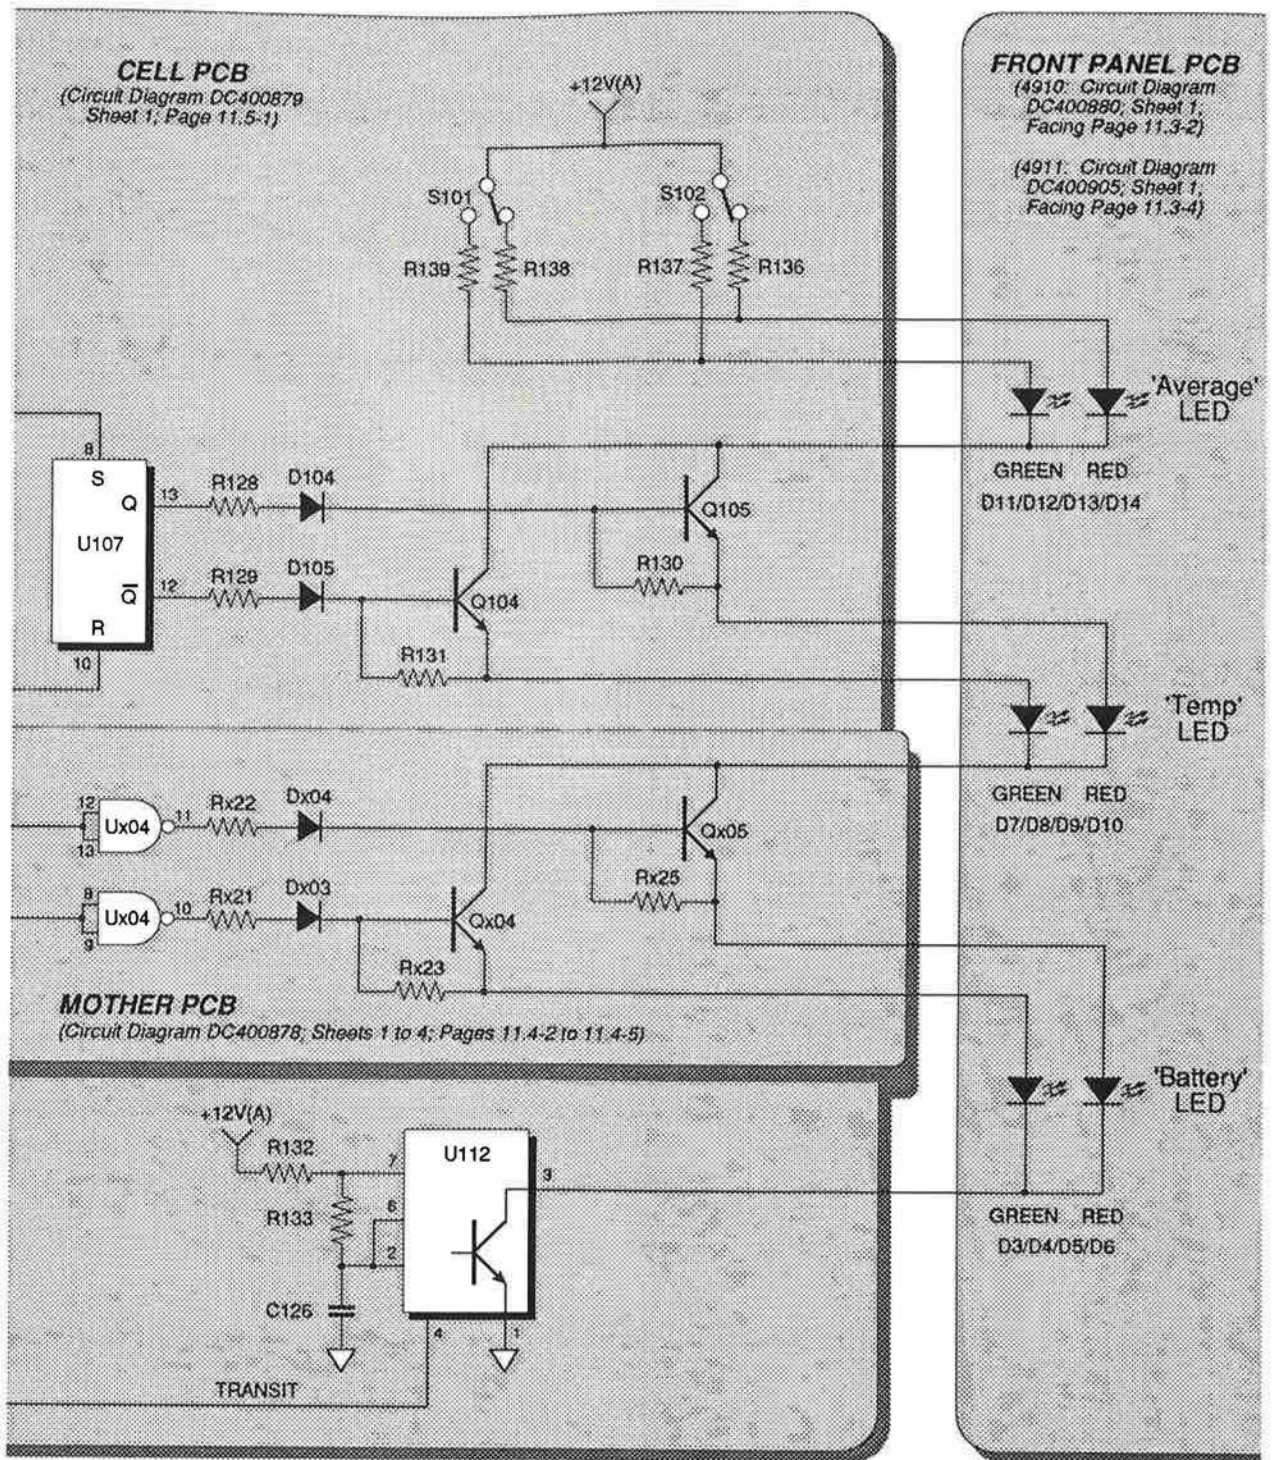 CELL PCB
(Circuit Diagram DC400879
Sheet 1; Page 11.5-1)
+12V(A)
S101
S102
R139
R138
R137
R136
FRONT PANEL PCB
(4910: Circuit Diagram
DC400880; Sheet 1,
Facing Page 11.3-2)
(4911: Circuit Diagram
DC400905; Sheet 1,
Facing Page 11.3-4)
'Average'
LED
GREEN RED
D11/D12/D13/D14
8
S
Q
13
U107
Q̅
12
R
10
R128
D104
R129
D105
Q105
R130
Q104
R131
'Temp'
LED
GREEN RED
D7/D8/D9/D10
12
13
Ux04
11
Rx22
Dx04
Qx05
Rx25
8
9
Ux04
10
Rx21
Dx03
Qx04
Rx23
MOTHER PCB
(Circuit Diagram DC400878; Sheets 1 to 4; Pages 11.4-2 to 11.4-5)
'Battery'
LED
GREEN RED
D3/D4/D5/D6
+12V(A)
R132
R133
C126
7
6
2
U112
3
4
1
TRANSIT